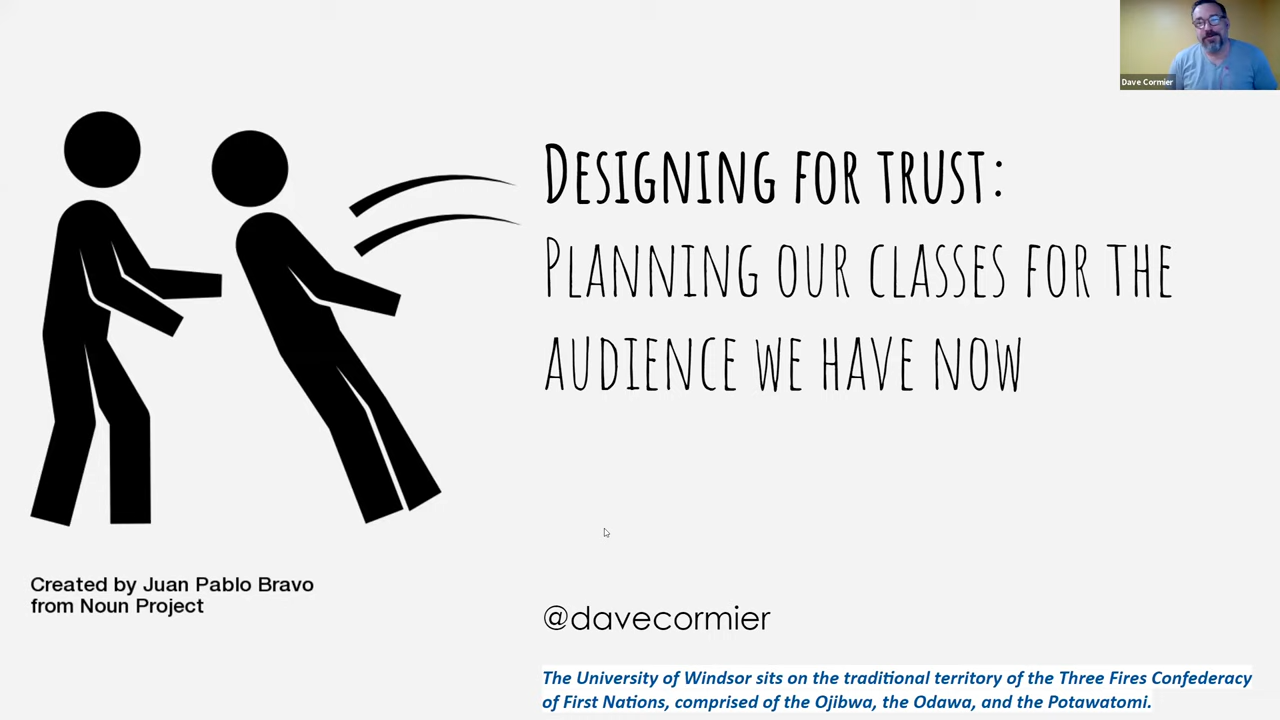 Dave Cormier
Designing for trust:
Planning our classes for the
audience we have now
Created by Juan Pablo Bravo
from Noun Project
@davecormier
The University of Windsor sits on the traditional territory of the Three Fires Confederacy
of First Nations, comprised of the Ojibwa, the Odawa, and the Potawatomi.